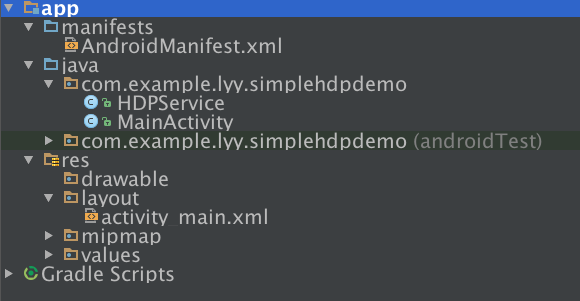 app
manifests
AndroidManifest.xml
java
com.example.lyy.simplehdpdemo
C HDPService
C MainActivity
com.example.lyy.simplehdpdemo (androidTest)
res
drawable
layout
activity_main.xml
mipmap
values
Gradle Scripts